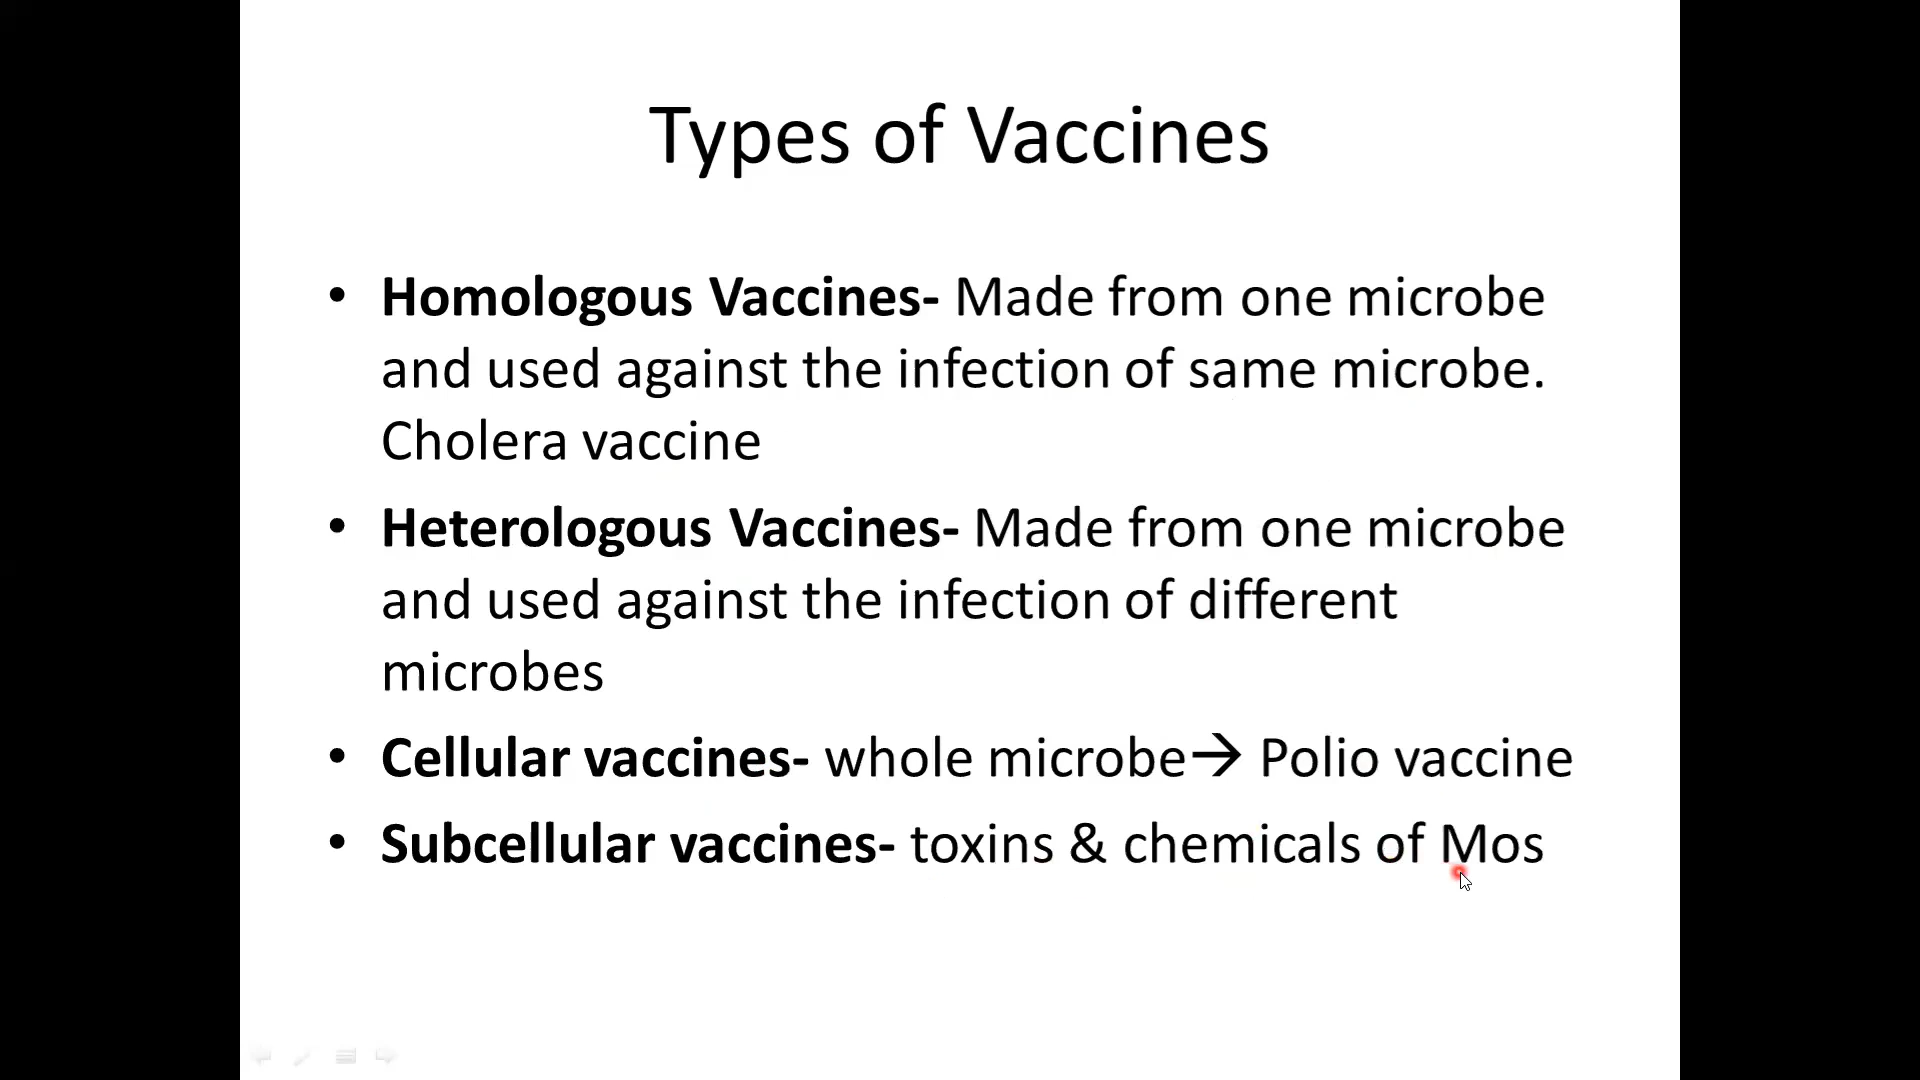 Types of Vaccines
• Homologous Vaccines- Made from one microbe
and used against the infection of same microbe.
Cholera vaccine
• Heterologous Vaccines- Made from one microbe
and used against the infection of different
microbes
• Cellular vaccines- whole microbe→ Polio vaccine
• Subcellular vaccines- toxins & chemicals of Mos